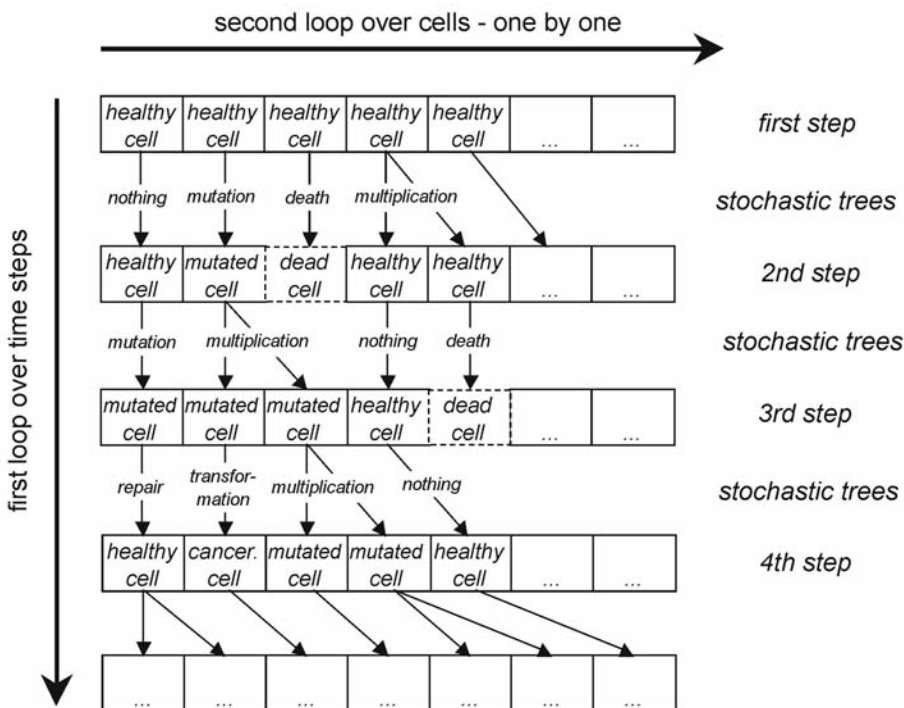 second loop over cells - one by one
first loop over time steps
healthy healthy healthy healthy healthy
cell cell cell cell cell ... ...
first step
nothing mutation death multiplication
stochastic trees
healthy mutated dead healthy healthy
cell cell cell cell cell ... ...
2nd step
mutation multiplication nothing death
stochastic trees
mutated mutated mutated healthy dead
cell cell cell cell cell ... ...
3rd step
repair transfor-
mation multiplication nothing
stochastic trees
healthy cancer. mutated mutated healthy
cell cell cell cell cell ... ...
4th step
... ... ... ... ... ... ...